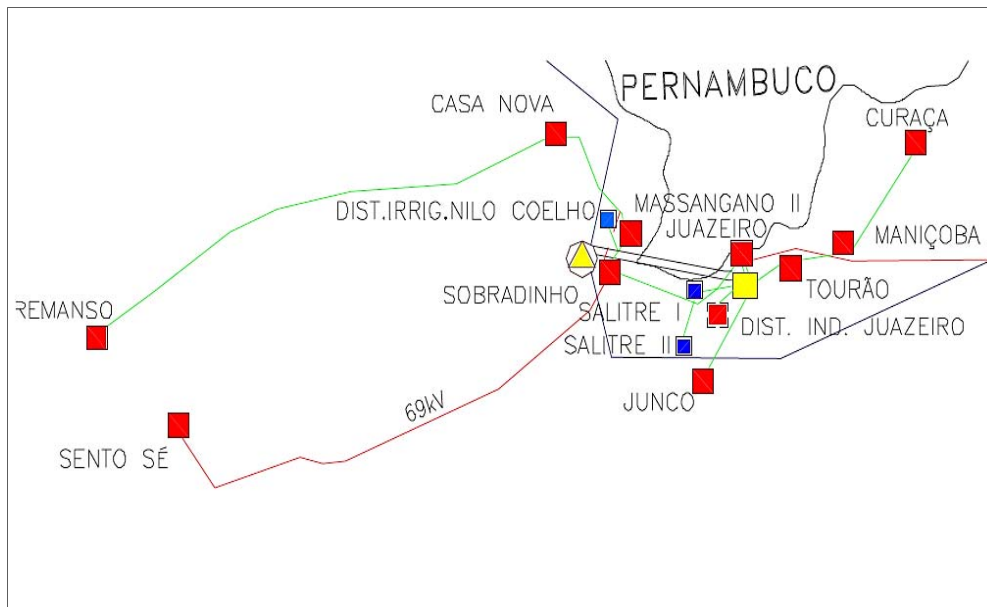 PERNAMBUCO
CASA NOVA
CURAÇA
DIST.IRRIG.NILO COELHO
MASSANGANO II
JUAZEIRO
MANIÇOBA
SOBRADINHO
TOURÃO
SALITRE I
REMANSO
DIST. IND. JUAZEIRO
SALITRE II
JUNCO
69kV
SENTO SÉ